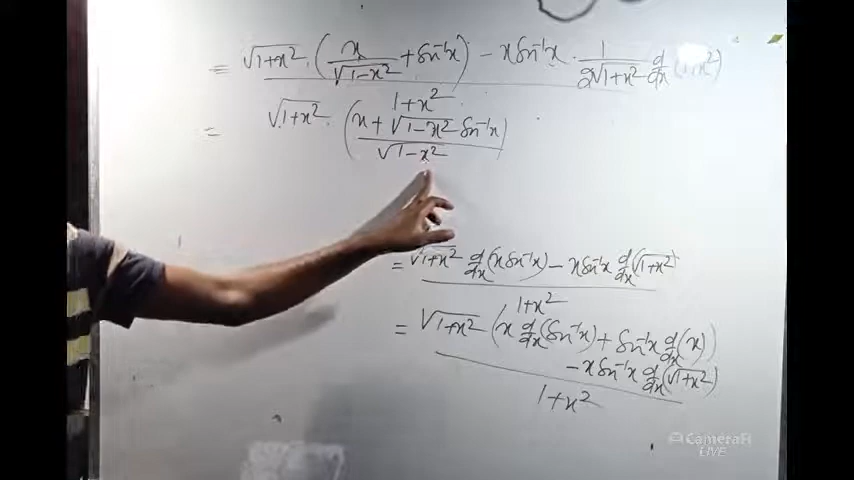 = √1+x² · (x/√1-x² + Sin⁻¹x) - x Sin⁻¹x · 1/2√1+x² d/dx (1+x²)
1+x²
= √1+x² · (x + √1-x² Sin⁻¹x / √1-x²)
= √1+x² d/dx (x Sin⁻¹x) - x Sin⁻¹x d/dx (√1+x²)
1+x²
= √1+x² (x d/dx (Sin⁻¹x) + Sin⁻¹x d/dx (x))
- x Sin⁻¹x d/dx (√1+x²)
1+x²
CameraFi
LIVE